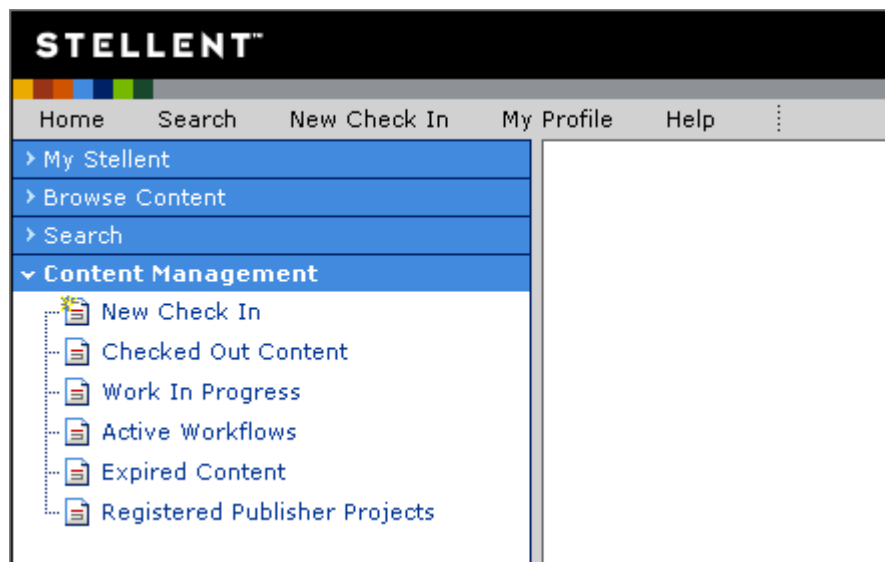 STELLENT™
Home Search New Check In My Profile Help
My Stellent
Browse Content
Search
Content Management
New Check In
Checked Out Content
Work In Progress
Active Workflows
Expired Content
Registered Publisher Projects